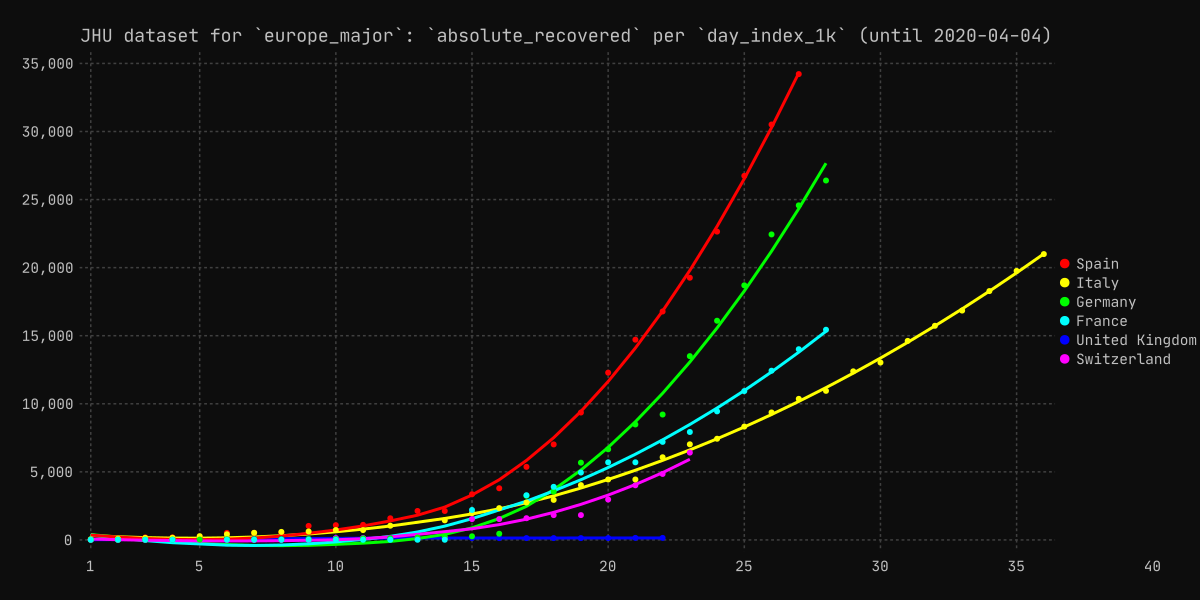 JHU dataset for `europe_major`: `absolute_recovered` per `day_index_1k` (until 2020-04-04)
35,000
30,000
25,000
20,000
15,000
10,000
5,000
0
1 5 10 15 20 25 30 35 40
Spain
Italy
Germany
France
United Kingdom
Switzerland